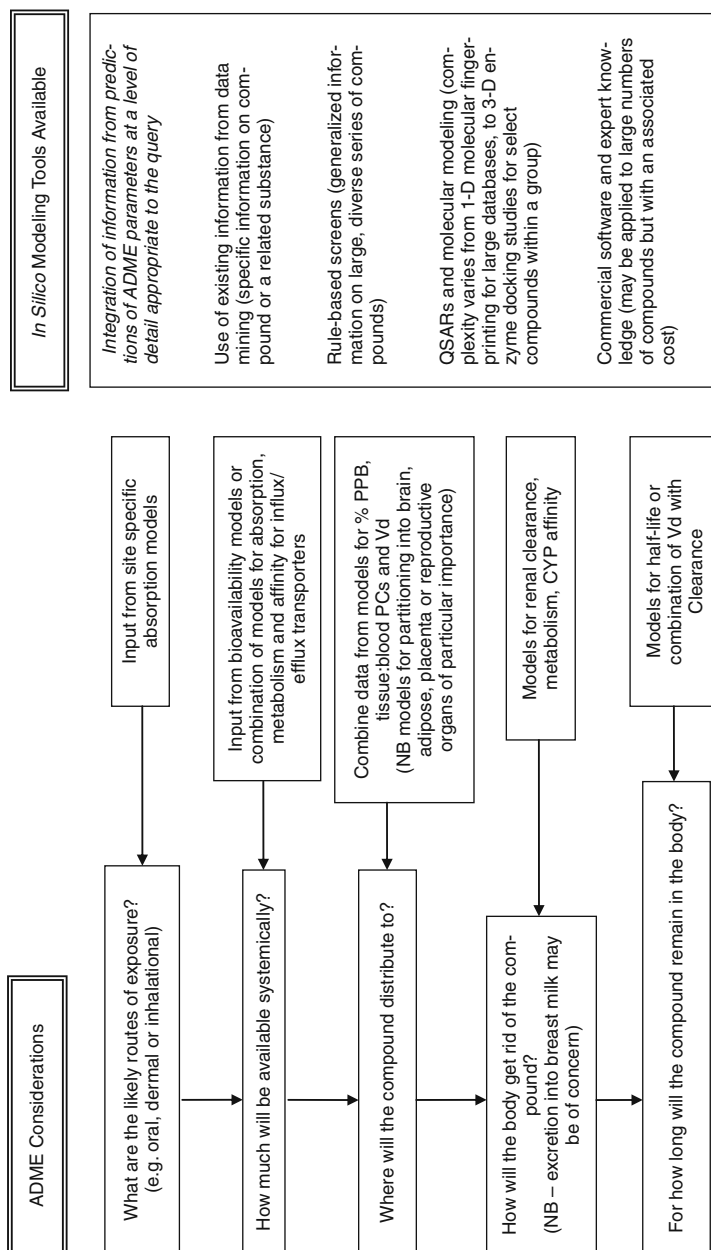 ADME Considerations
What are the likely routes of exposure?
(e.g. oral, dermal or inhalational)
How much will be available systemically?
Where will the compound distribute to?
How will the body get rid of the com-
pound?
(NB – excretion into breast milk may
be of concern)
For how long will the compound remain in the body?
Input from site specific
absorption models
Input from bioavailability models or
combination of models for absorption,
metabolism and affinity for influx/
efflux transporters
Combine data from models for % PPB,
tissue:blood PCs and Vd
(NB models for partitioning into brain,
adipose, placenta or reproductive
organs of particular importance)
Models for renal clearance,
metabolism, CYP affinity
Models for half-life or
combination of Vd with
Clearance
In Silico Modeling Tools Available
Integration of information from predic-
tions of ADME parameters at a level of
detail appropriate to the query
Use of existing information from data
mining (specific information on com-
pound or a related substance)
Rule-based screens (generalized infor-
mation on large, diverse series of com-
pounds)
QSARs and molecular modeling (com-
plexity varies from 1-D molecular finger-
printing for large databases, to 3-D en-
zyme docking studies for select
compounds within a group)
Commercial software and expert know-
ledge (may be applied to large numbers
of compounds but with an associated
cost)